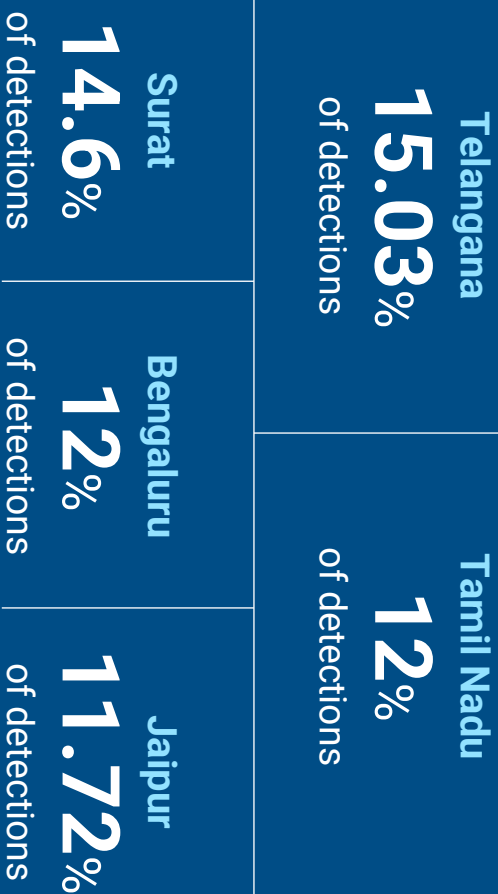 Telangana
15.03%
of detections
Tamil Nadu
12%
of detections
Surat
14.6%
of detections
Bengaluru
12%
of detections
Jaipur
11.72%
of detections